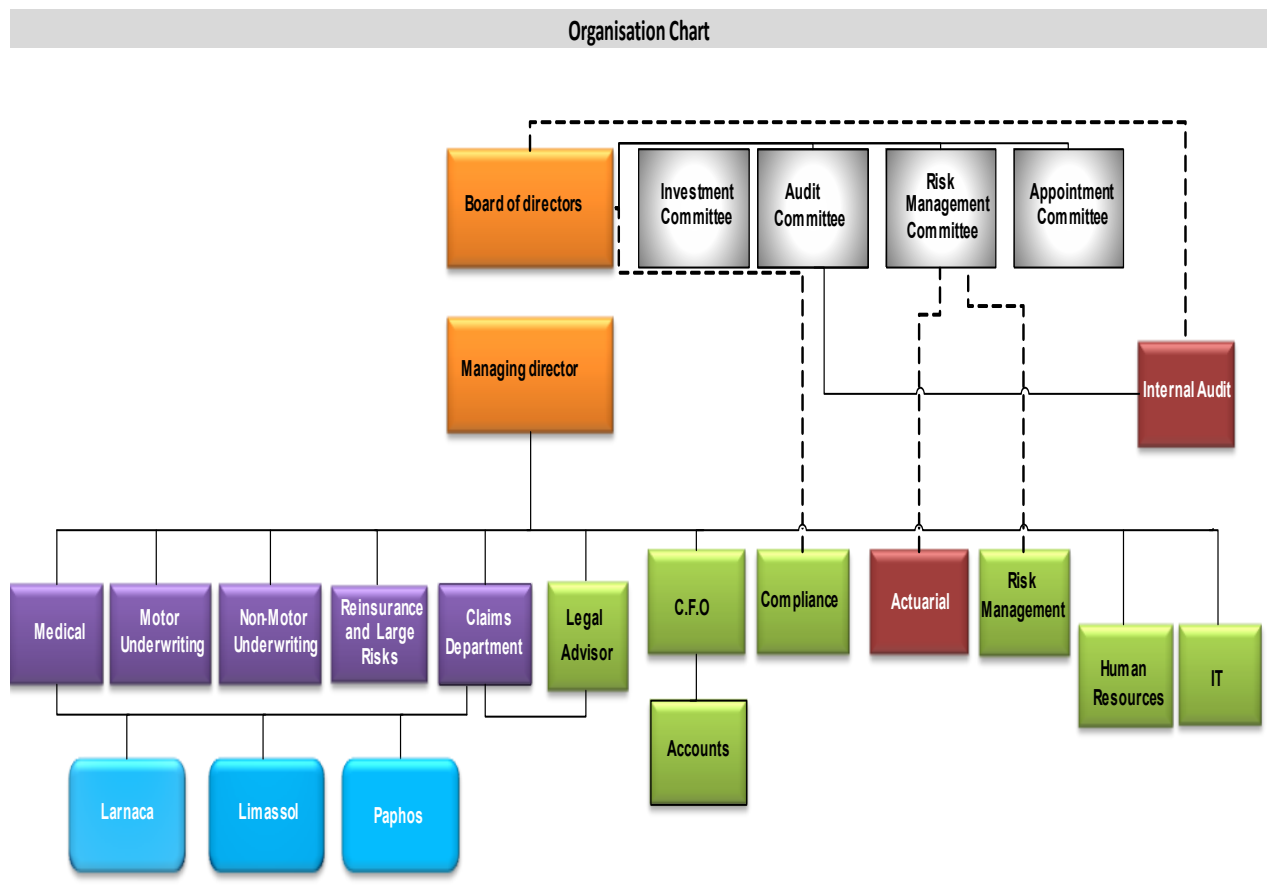 Organisation Chart
Board of directors
Investment
Committee
Audit
Committee
Risk
Management
Committee
Appointment
Committee
Managing director
Internal Audit
Medical
Motor
Underwriting
Non-Motor
Underwriting
Reinsurance
and Large
Risks
Claims
Department
Legal
Advisor
C.F.O
Compliance
Actuarial
Risk
Management
Human
Resources
IT
Accounts
Larnaca
Limassol
Paphos